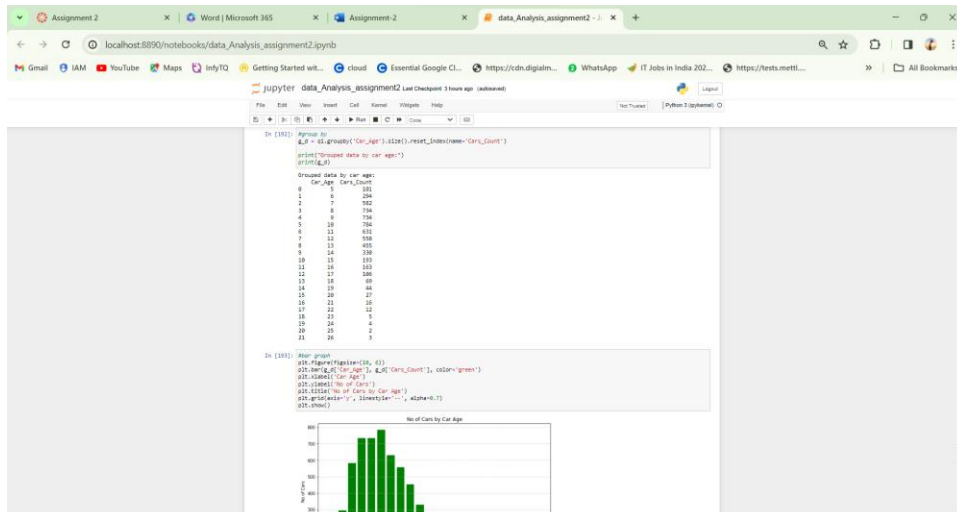 Assignment 2
Word | Microsoft 365
Assignment-2
data_Analysis_assignment2 - J
localhost:8890/notebooks/data_Analysis_assignment2.ipynb
Gmail IAM YouTube Maps InfyTQ Getting Started wit... cloud Essential Google Cl... https://cdn.digialm... WhatsApp IT Jobs in India 202... https://tests.mettl.... » All Bookmarks
jupyter data_Analysis_assignment2 Last Checkpoint: 3 hours ago (autosaved) Logout
File Edit View Insert Cell Kernel Widgets Help Not Trusted Python 3 (ipykernel)
Run Code
In [192]: #group by
g_d = q1.groupby('Car_Age').size().reset_index(name='Cars_Count')
print("Grouped data by car age:")
print(g_d)
Grouped data by car age:
Car_Age Cars_Count
0 5
1 6 294
2 7 582
3 8 734
4 9 734
5 10 784
6 11 631
7 12 558
8 13 455
9 14 330
10 15 193
11 16 163
12 17 106
13 18 69
14 19 44
15 20 27
16 21 16
17 22 12
18 23 5
19 24 4
20 25 2
21 26 3
In [193]: #bar graph
plt.figure(figsize=(10, 6))
plt.bar(g_d['Car_Age'], g_d['Cars_Count'], color='green')
plt.xlabel('Car Age')
plt.ylabel('No of Cars')
plt.title('No of Cars by Car Age')
plt.grid(axis='y', linestyle='--', alpha=0.7)
plt.show()
No of Cars by Car Age
800
700
600
500
400
300
No of Cars